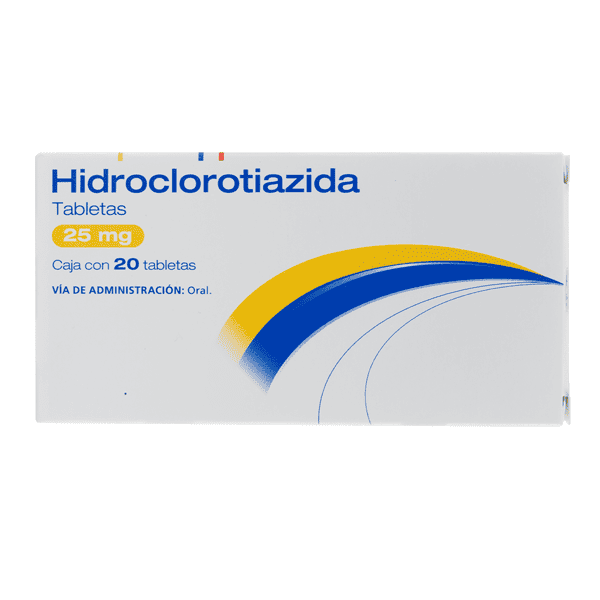 Hidroclorotiazida
Tabletas
25 mg
Caja con 20 tabletas
VÍA DE ADMINISTRACIÓN: Oral.